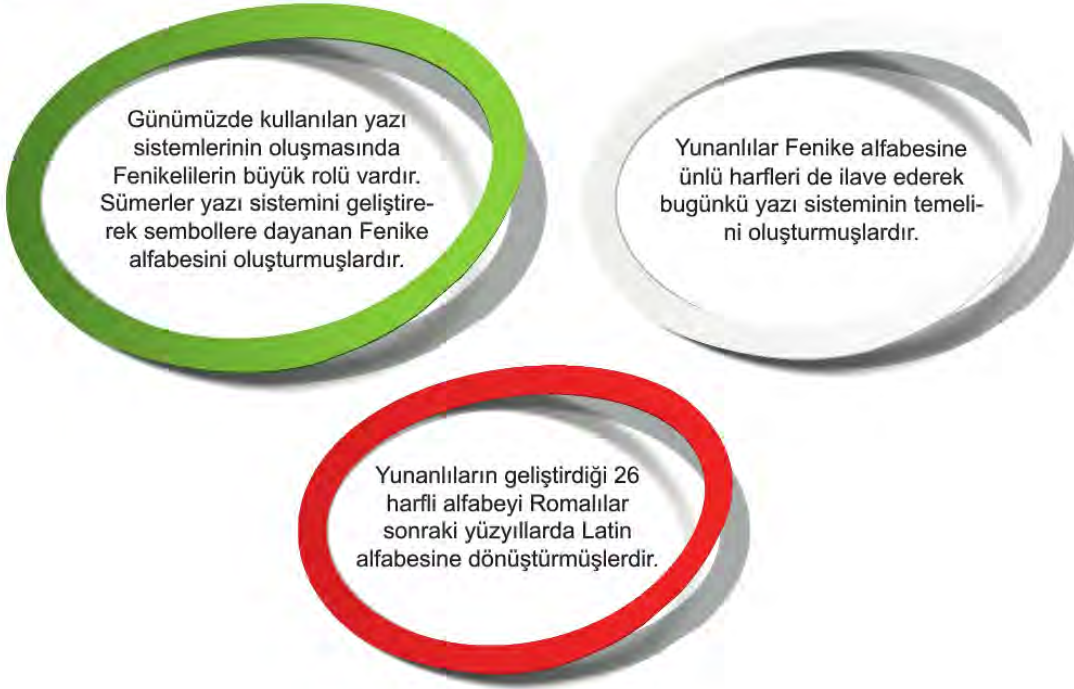 Günümüzde kullanılan yazı
sistemlerinin oluşmasında
Fenikelilerin büyük rolü vardır.
Sümerler yazı sistemini geliştire-
rek sembollere dayanan Fenike
alfabesini oluşturmuşlardır.
Yunanlılar Fenike alfabesine
ünlü harfleri de ilave ederek
bugünkü yazı sisteminin temeli-
ni oluşturmuşlardır.
Yunanlıların geliştirdiği 26
harfli alfabeyi Romalılar
sonraki yüzyıllarda Latin
alfabesine dönüştürmüşlerdir.